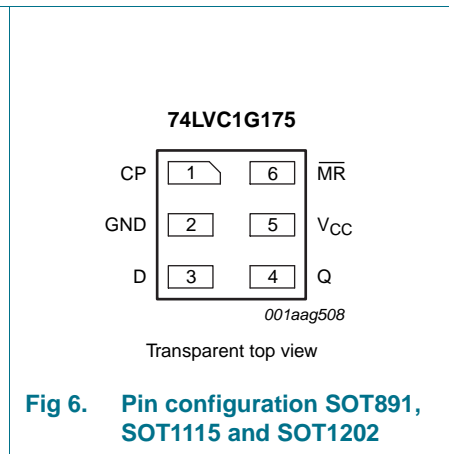 74LVC1G175
CP 1 6 M̅R̅
GND 2 5 VCC
D 3 4 Q
001aag508
Transparent top view
Fig 6. Pin configuration SOT891,
SOT1115 and SOT1202